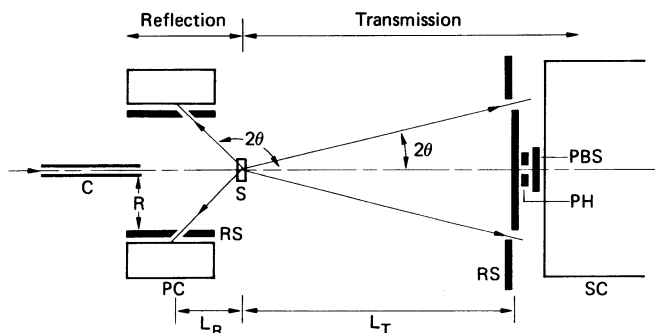 Reflection
Transmission
2θ
2θ
PBS
C
S
R
PH
RS
RS
PC
SC
L_R
L_T